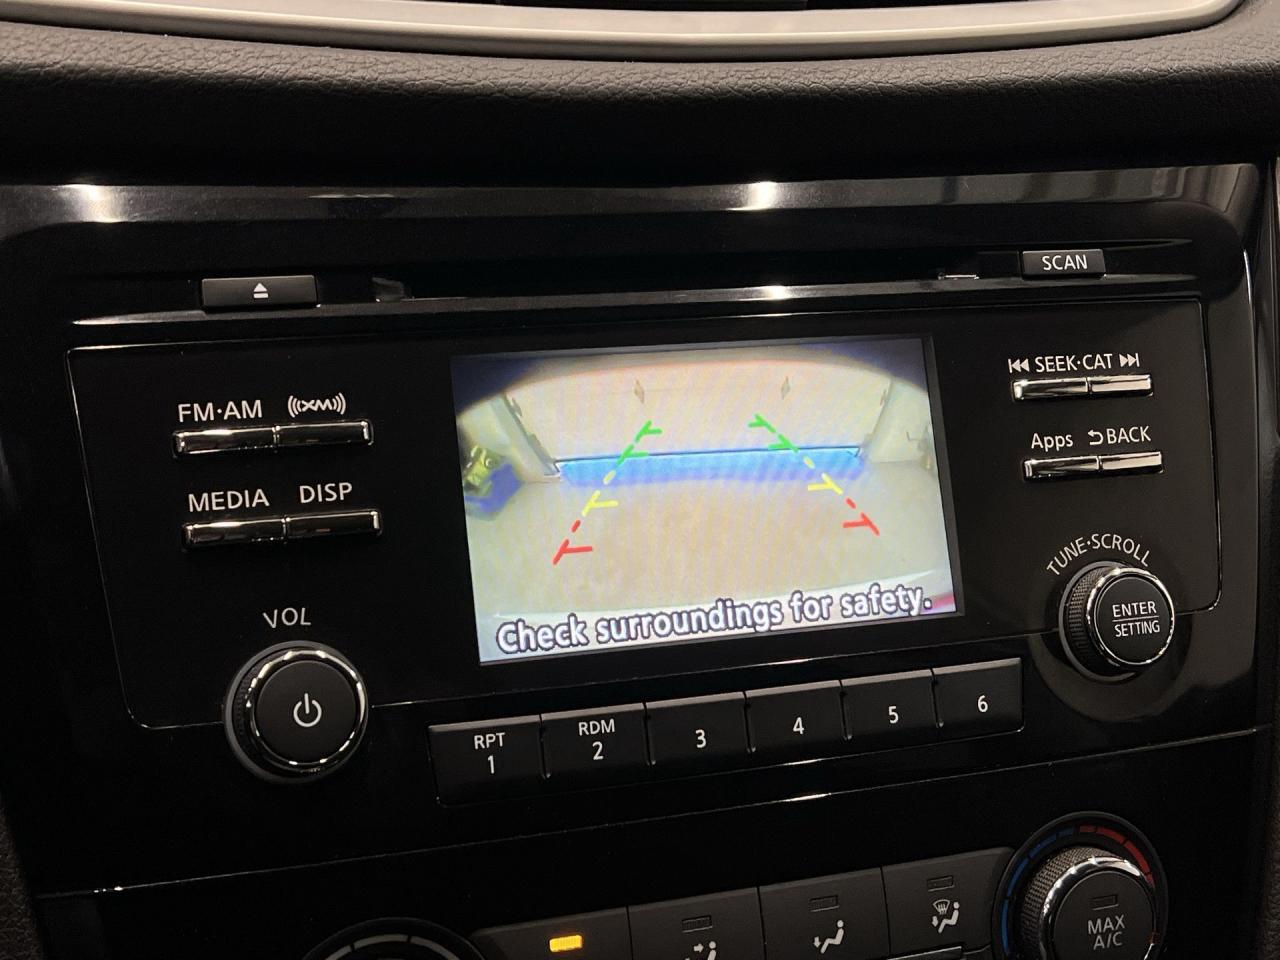 SCAN
FM·AM XM
SEEK·CAT
Apps BACK
MEDIA DISP
TUNE·SCROLL
VOL
ENTER
SETTING
Check surroundings for safety.
RPT
1
RDM
2
3
4
5
6
MAX
A/C